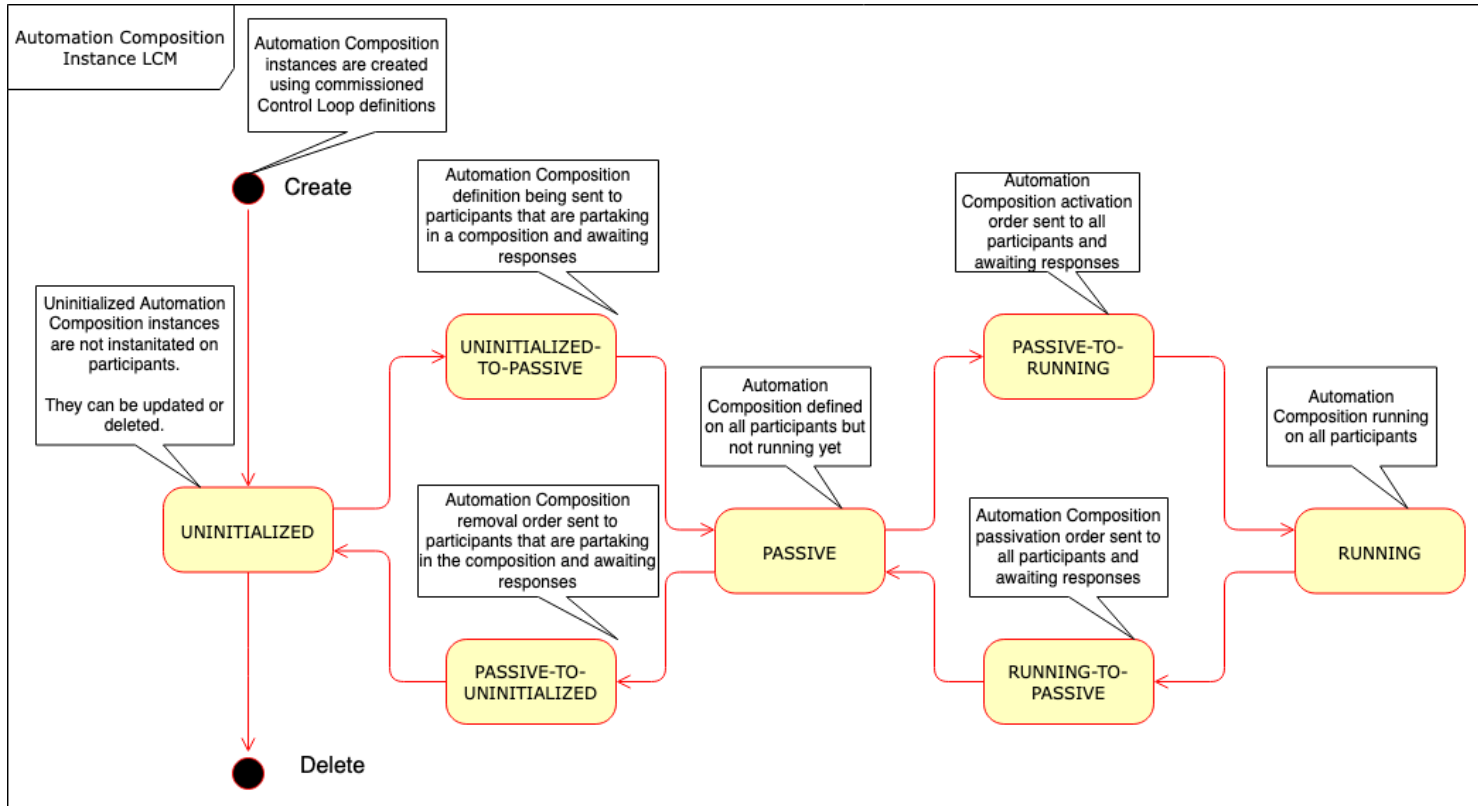 Automation Composition
Instance LCM
Automation Composition
instances are created
using commissioned
Control Loop definitions
Create
Automation Composition
definition being sent to
participants that are partaking
in a composition and awaiting
responses
Automation
Composition activation
order sent to all
participants and
awaiting responses
Uninitialized Automation
Composition instances
are not instanitated on
participants.
They can be updated or
deleted.
UNINITIALIZED-
TO-PASSIVE
PASSIVE-TO-
RUNNING
Automation
Composition defined
on all participants but
not running yet
Automation
Composition running
on all participants
UNINITIALIZED
Automation Composition
removal order sent to
participants that are partaking
in the composition and awaiting
responses
PASSIVE
Automation Composition
passivation order sent to
all participants and
awaiting responses
RUNNING
PASSIVE-TO-
UNINITIALIZED
RUNNING-TO-
PASSIVE
Delete